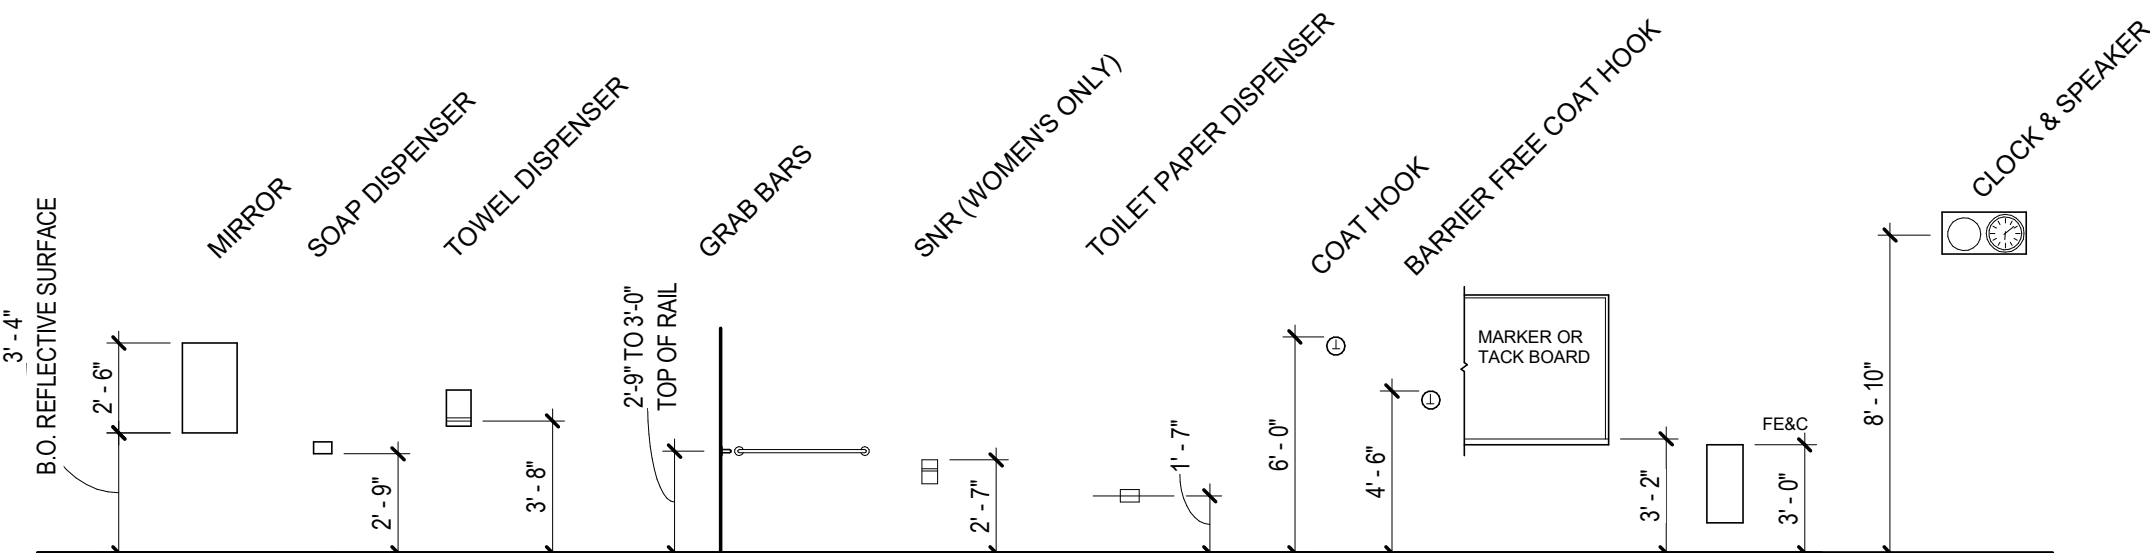 3' - 4"
B.O. REFLECTIVE SURFACE
2' - 6"
MIRROR
SOAP DISPENSER
2' - 9"
TOWEL DISPENSER
3' - 8"
2'-9" TO 3'-0"
TOP OF RAIL
GRAB BARS
SNR (WOMEN'S ONLY)
2' - 7"
TOILET PAPER DISPENSER
1' - 7"
COAT HOOK
6' - 0"
BARRIER FREE COAT HOOK
4' - 6"
MARKER OR
TACK BOARD
3' - 2"
FE&C
3' - 0"
CLOCK & SPEAKER
8' - 10"